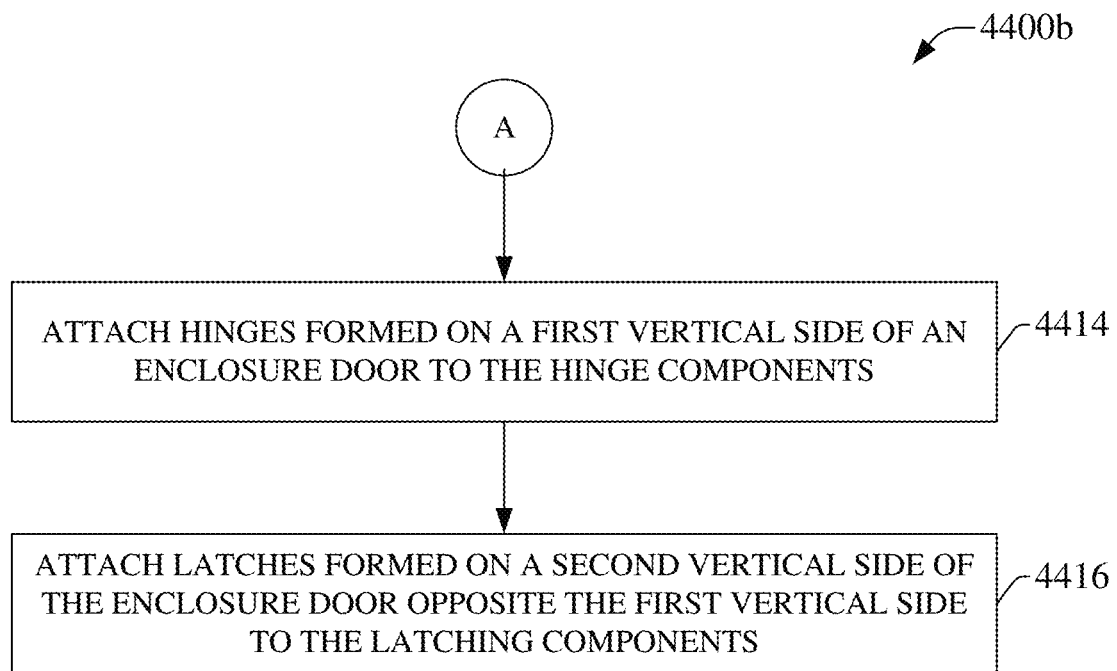 4400b
A
ATTACH HINGES FORMED ON A FIRST VERTICAL SIDE OF AN
ENCLOSURE DOOR TO THE HINGE COMPONENTS
4414
ATTACH LATCHES FORMED ON A SECOND VERTICAL SIDE OF
THE ENCLOSURE DOOR OPPOSITE THE FIRST VERTICAL SIDE
TO THE LATCHING COMPONENTS
4416